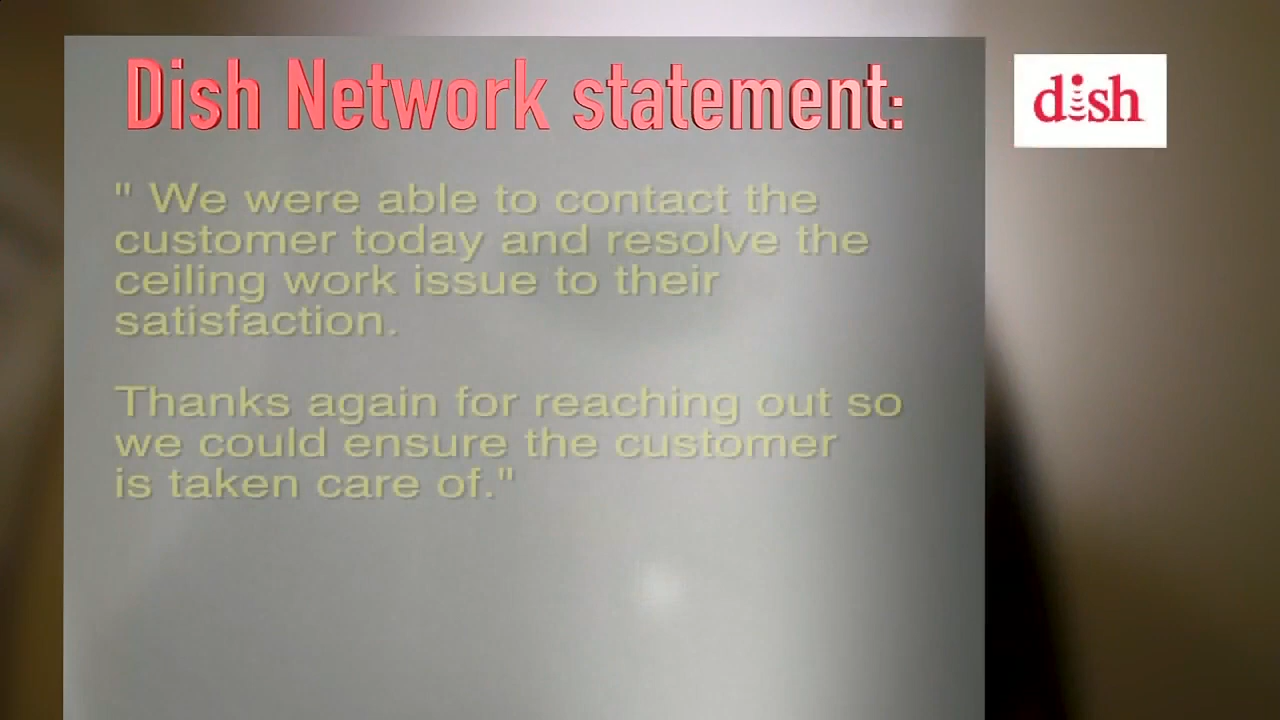 Dish Network statement:
dish
" We were able to contact the
customer today and resolve the
ceiling work issue to their
satisfaction.
Thanks again for reaching out so
we could ensure the customer
is taken care of."